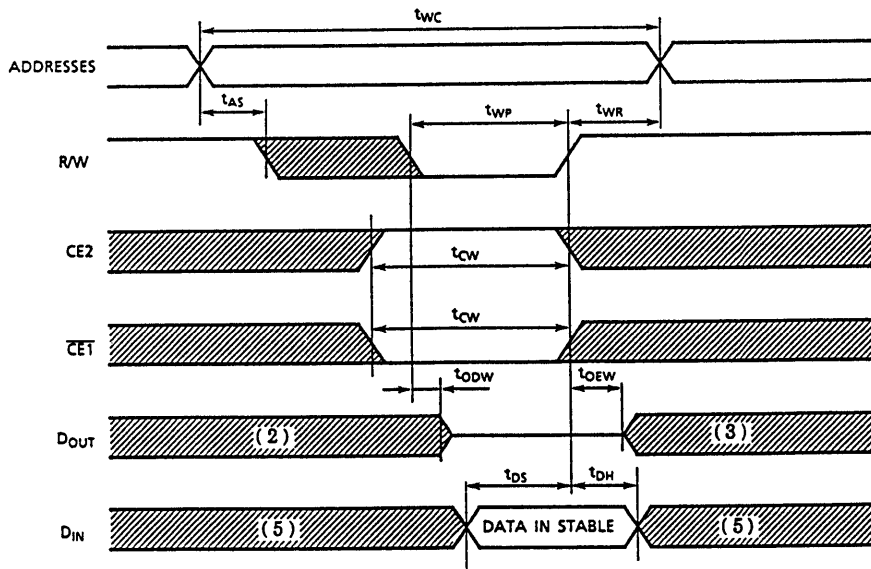 tWC
ADDRESSES
tAS
tWP
tWR
R/W
CE2
tCW
tCW
CE1
tODW
tOEW
DOUT
(2)
(3)
tDS
tDH
DIN
(5)
DATA IN STABLE
(5)